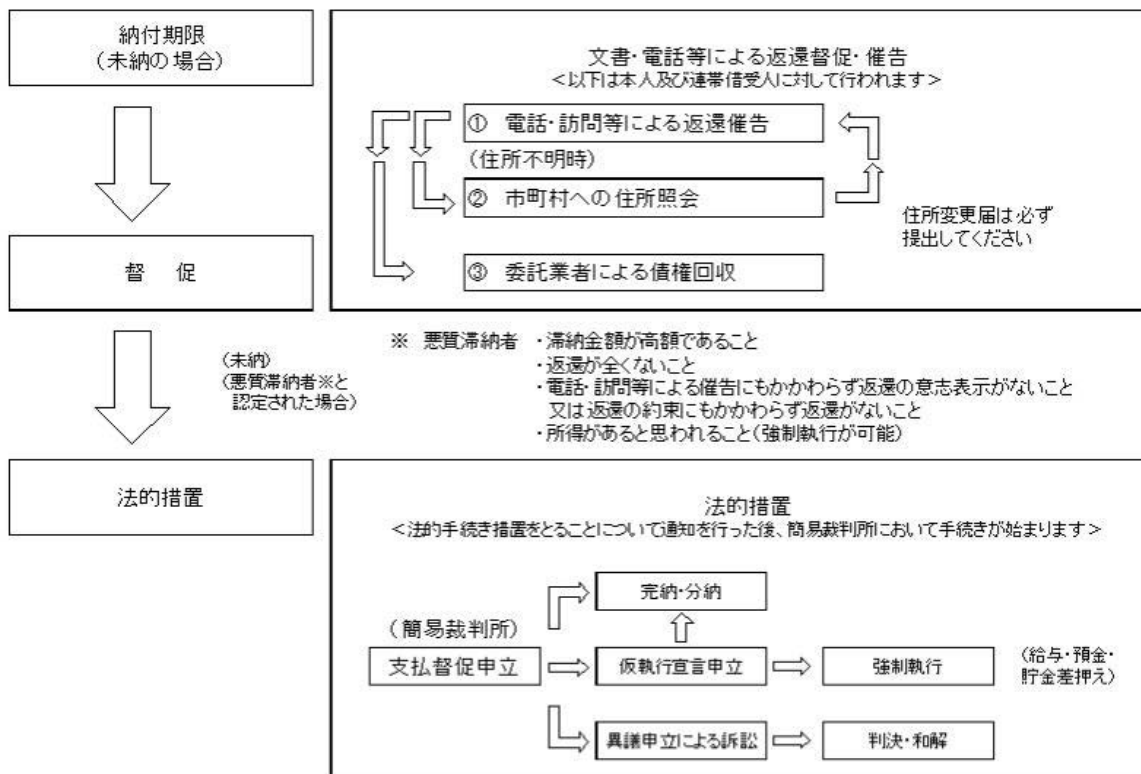 納付期限
(未納の場合)
文書・電話等による返還督促・催告
<以下は本人及び連帯借受人に対して行われます>
① 電話・訪問等による返還催告
(住所不明時)
② 市町村への住所照会
住所変更届は必ず
提出してください
督 促
③ 委託業者による債権回収
(未納)
(悪質滞納者※と
認定された場合)
※ 悪質滞納者 ・滞納金額が高額であること
・返還が全くないこと
・電話・訪問等による催告にもかかわらず返還の意志表示がないこと
又は返還の約束にもかかわらず返還がないこと
・所得があると思われること(強制執行が可能)
法的措置
法的措置
<法的手続き措置をとることについて通知を行った後、簡易裁判所において手続きが始まります>
完納・分納
(簡易裁判所)
支払督促申立
仮執行宣言申立
強制執行
(給与・預金・
貯金差押え)
異議申立による訴訟
判決・和解